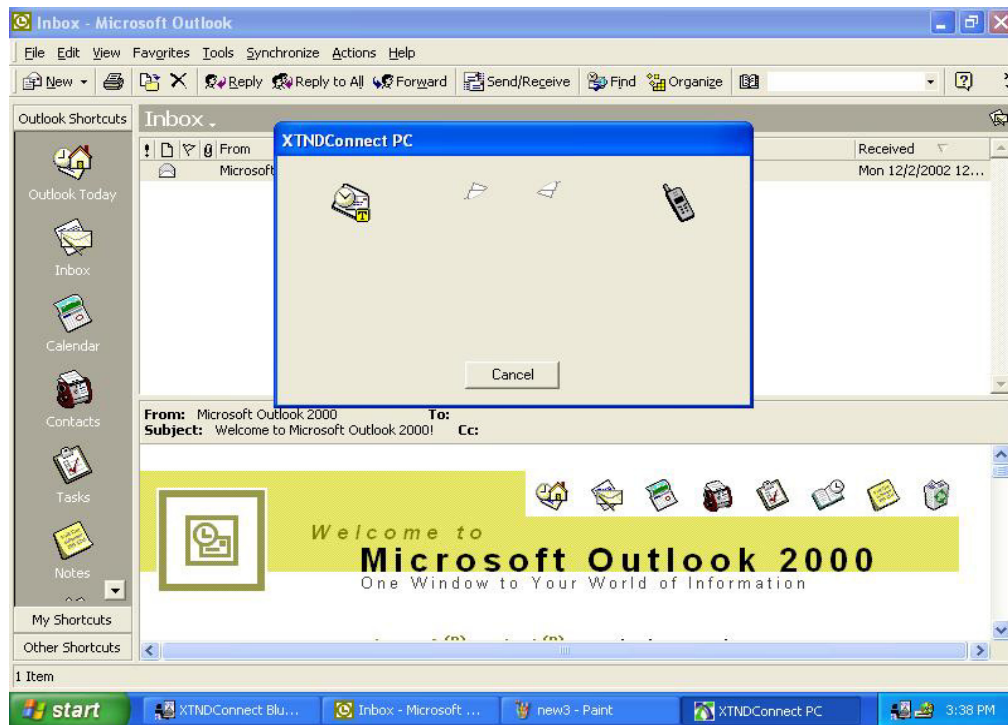 Inbox - Microsoft Outlook
File Edit View Favorites Tools Synchronize Actions Help
New Reply Reply to All Forward Send/Receive Find Organize
Outlook Shortcuts
Inbox
From Received
Microsoft Mon 12/2/2002 12...
XTNDConnect PC
Cancel
Outlook Today
Inbox
Calendar
Contacts
Tasks
Notes
My Shortcuts
Other Shortcuts
From: Microsoft Outlook 2000 To:
Subject: Welcome to Microsoft Outlook 2000! Cc:
Welcome to
Microsoft Outlook 2000
One Window to Your World of Information
1 Item
start XTNDConnect Blu... Inbox - Microsoft ... new3 - Paint XTNDConnect PC 3:38 PM